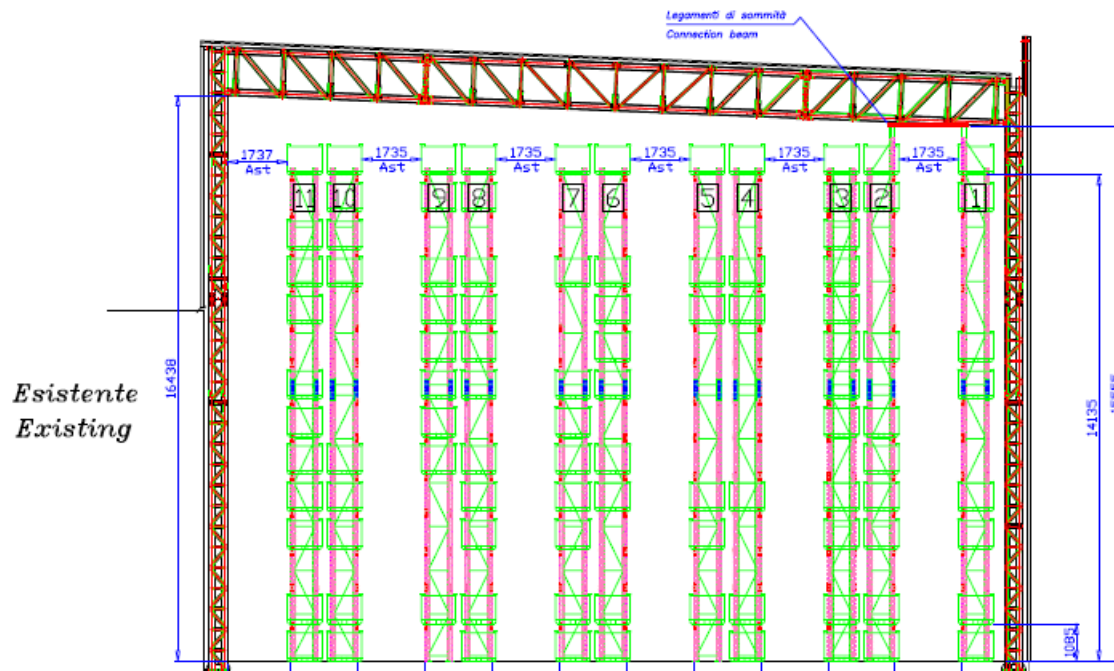 Legamenti di sommità
Connection beam
1737
Ast
1735
Ast
1735
Ast
1735
Ast
1735
Ast
1735
Ast
11
10
9
8
7
6
5
4
3
2
1
16438
Esistente
Existing
14135
1085